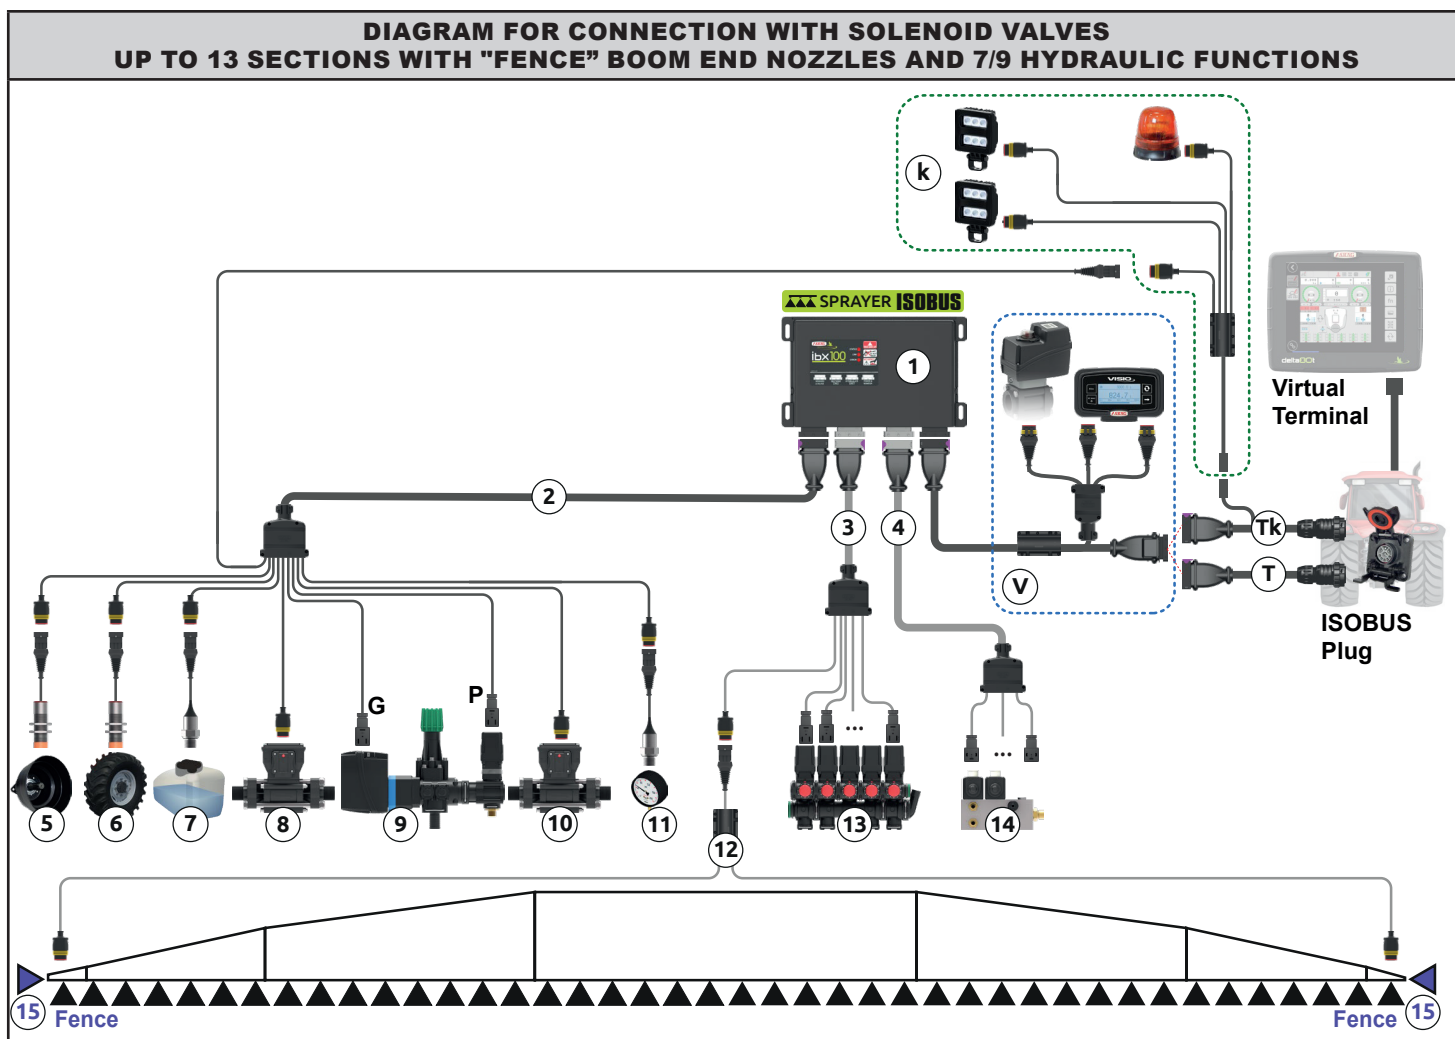 DIAGRAM FOR CONNECTION WITH SOLENOID VALVES
UP TO 13 SECTIONS WITH "FENCE” BOOM END NOZZLES AND 7/9 HYDRAULIC FUNCTIONS
k
SPRAYER ISOBUS
ibx100
1
VISIO
delta
Virtual
Terminal
2
3
4
V
Tk
T
ISOBUS
Plug
G
P
...
...
5
6
7
8
9
10
11
12
13
14
15
Fence
Fence
15